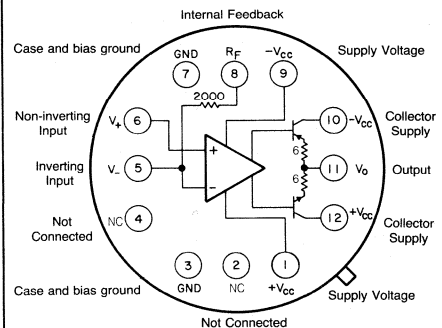 Internal Feedback
Case and bias ground
GND
RF
-Vcc
Supply Voltage
7
8
9
2000
Non-inverting Input
V+
6
+
10
-Vcc
Collector Supply
6
Inverting Input
V-
5
-
11
Vo
Output
6
Not Connected
NC
4
12
+Vcc
Collector Supply
3
2
1
Case and bias ground
GND
NC
+Vcc
Supply Voltage
Not Connected